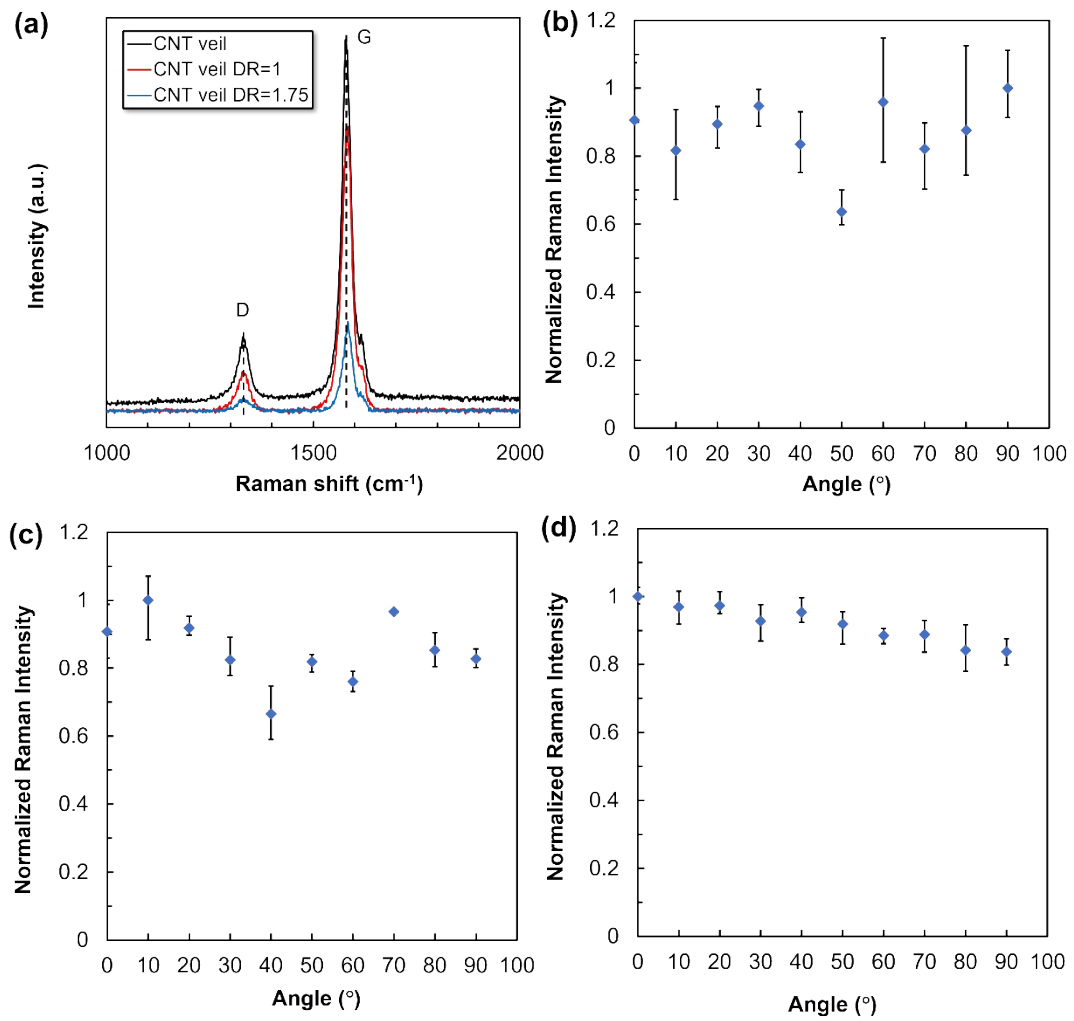 (a)
CNT veil
CNT veil DR=1
CNT veil DR=1.75
G
D
Intensity (a.u.)
1000
1500
2000
Raman shift (cm⁻¹)
(b)
Normalized Raman Intensity
1.2
1
0.8
0.6
0.4
0.2
0
0 10 20 30 40 50 60 70 80 90 100
Angle (°)
(c)
Normalized Raman Intensity
1.2
1
0.8
0.6
0.4
0.2
0
0 10 20 30 40 50 60 70 80 90 100
Angle (°)
(d)
Normalized Raman Intensity
1.2
1
0.8
0.6
0.4
0.2
0
0 10 20 30 40 50 60 70 80 90 100
Angle (°)